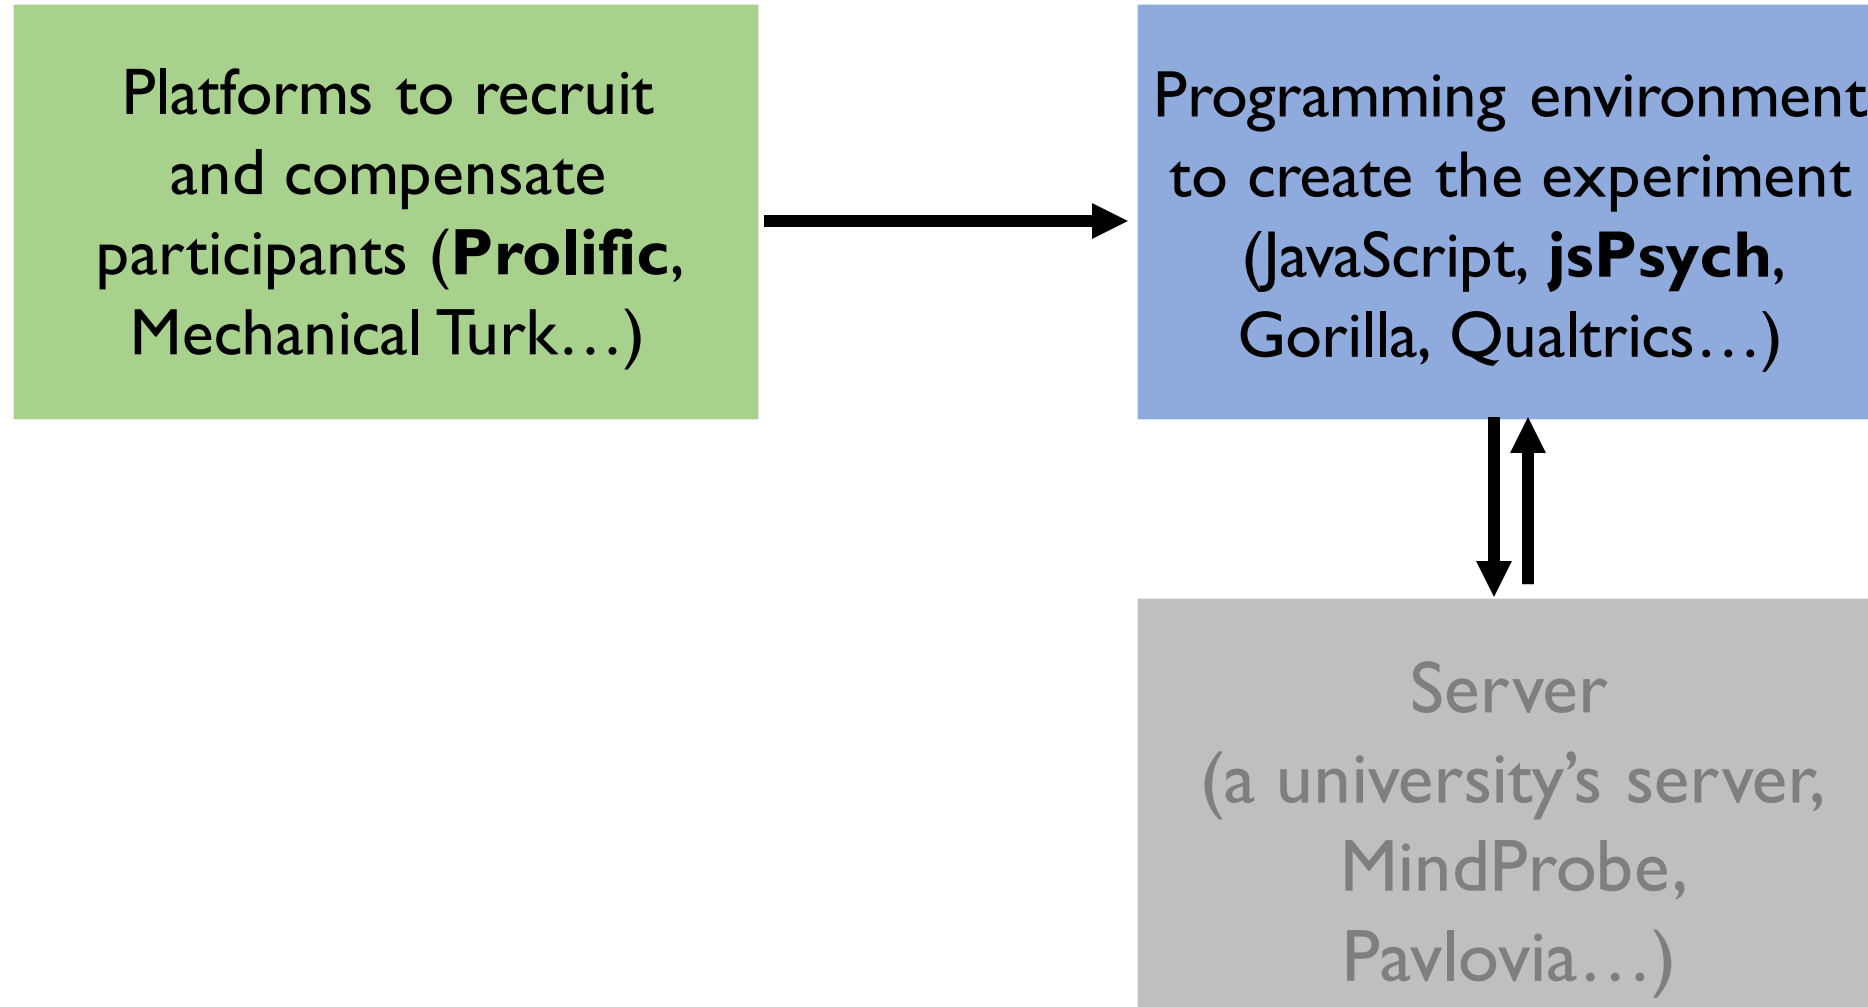 Platforms to recruit
and compensate
participants (Prolific,
Mechanical Turk…)
Programming environment
to create the experiment
(JavaScript, jsPsych,
Gorilla, Qualtrics…)
Server
(a university’s server,
MindProbe,
Pavlovia…)